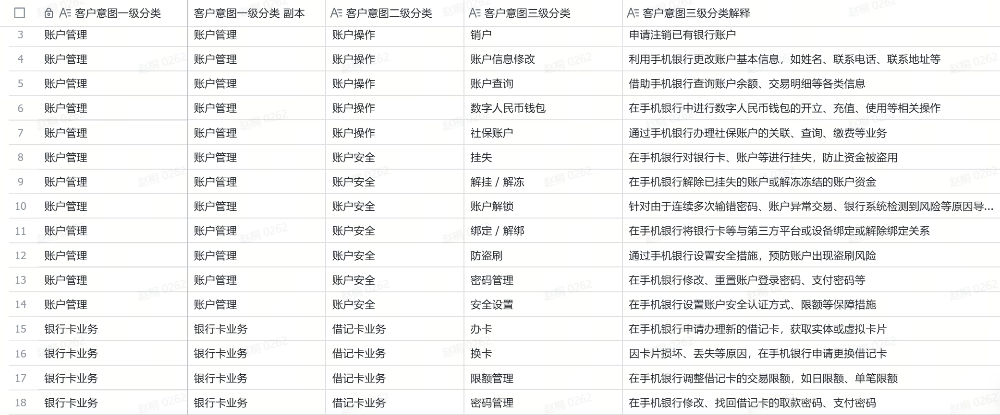 客户意图一级分类 客户意图一级分类 副本 客户意图二级分类 客户意图三级分类 客户意图三级分类解释
3 账户管理 账户管理 账户操作 销户 申请注销已有银行账户
4 账户管理 账户管理 账户操作 账户信息修改 利用手机银行更改账户基本信息，如姓名、联系电话、联系地址等
5 账户管理 账户管理 账户操作 账户查询 借助手机银行查询账户余额、交易明细等各类信息
6 账户管理 账户管理 账户操作 数字人民币钱包 在手机银行中进行数字人民币钱包的开立、充值、使用等相关操作
7 账户管理 账户管理 账户操作 社保账户 通过手机银行办理社保账户的关联、查询、缴费等业务
8 账户管理 账户管理 账户安全 挂失 在手机银行对银行卡、账户等进行挂失，防止资金被盗用
9 账户管理 账户管理 账户安全 解挂 / 解冻 在手机银行解除已挂失的账户或解冻冻结的账户资金
10 账户管理 账户管理 账户安全 账户解锁 针对由于连续多次输错密码、账户异常交易、银行系统检测到风险等原因导...
11 账户管理 账户管理 账户安全 绑定 / 解绑 在手机银行将银行卡等与第三方平台或设备绑定或解除绑定关系
12 账户管理 账户管理 账户安全 防盗刷 通过手机银行设置安全措施，预防账户出现盗刷风险
13 账户管理 账户管理 账户安全 密码管理 在手机银行修改、重置账户登录密码、支付密码等
14 账户管理 账户管理 账户安全 安全设置 在手机银行设置账户安全认证方式、限额等保障措施
15 银行卡业务 银行卡业务 借记卡业务 办卡 在手机银行申请办理新的借记卡，获取实体或虚拟卡片
16 银行卡业务 银行卡业务 借记卡业务 换卡 因卡片损坏、丢失等原因，在手机银行申请更换借记卡
17 银行卡业务 银行卡业务 借记卡业务 限额管理 在手机银行调整借记卡的交易限额，如日限额、单笔限额
18 银行卡业务 银行卡业务 借记卡业务 密码管理 在手机银行修改、找回借记卡的取款密码、支付密码
赵桐 0262